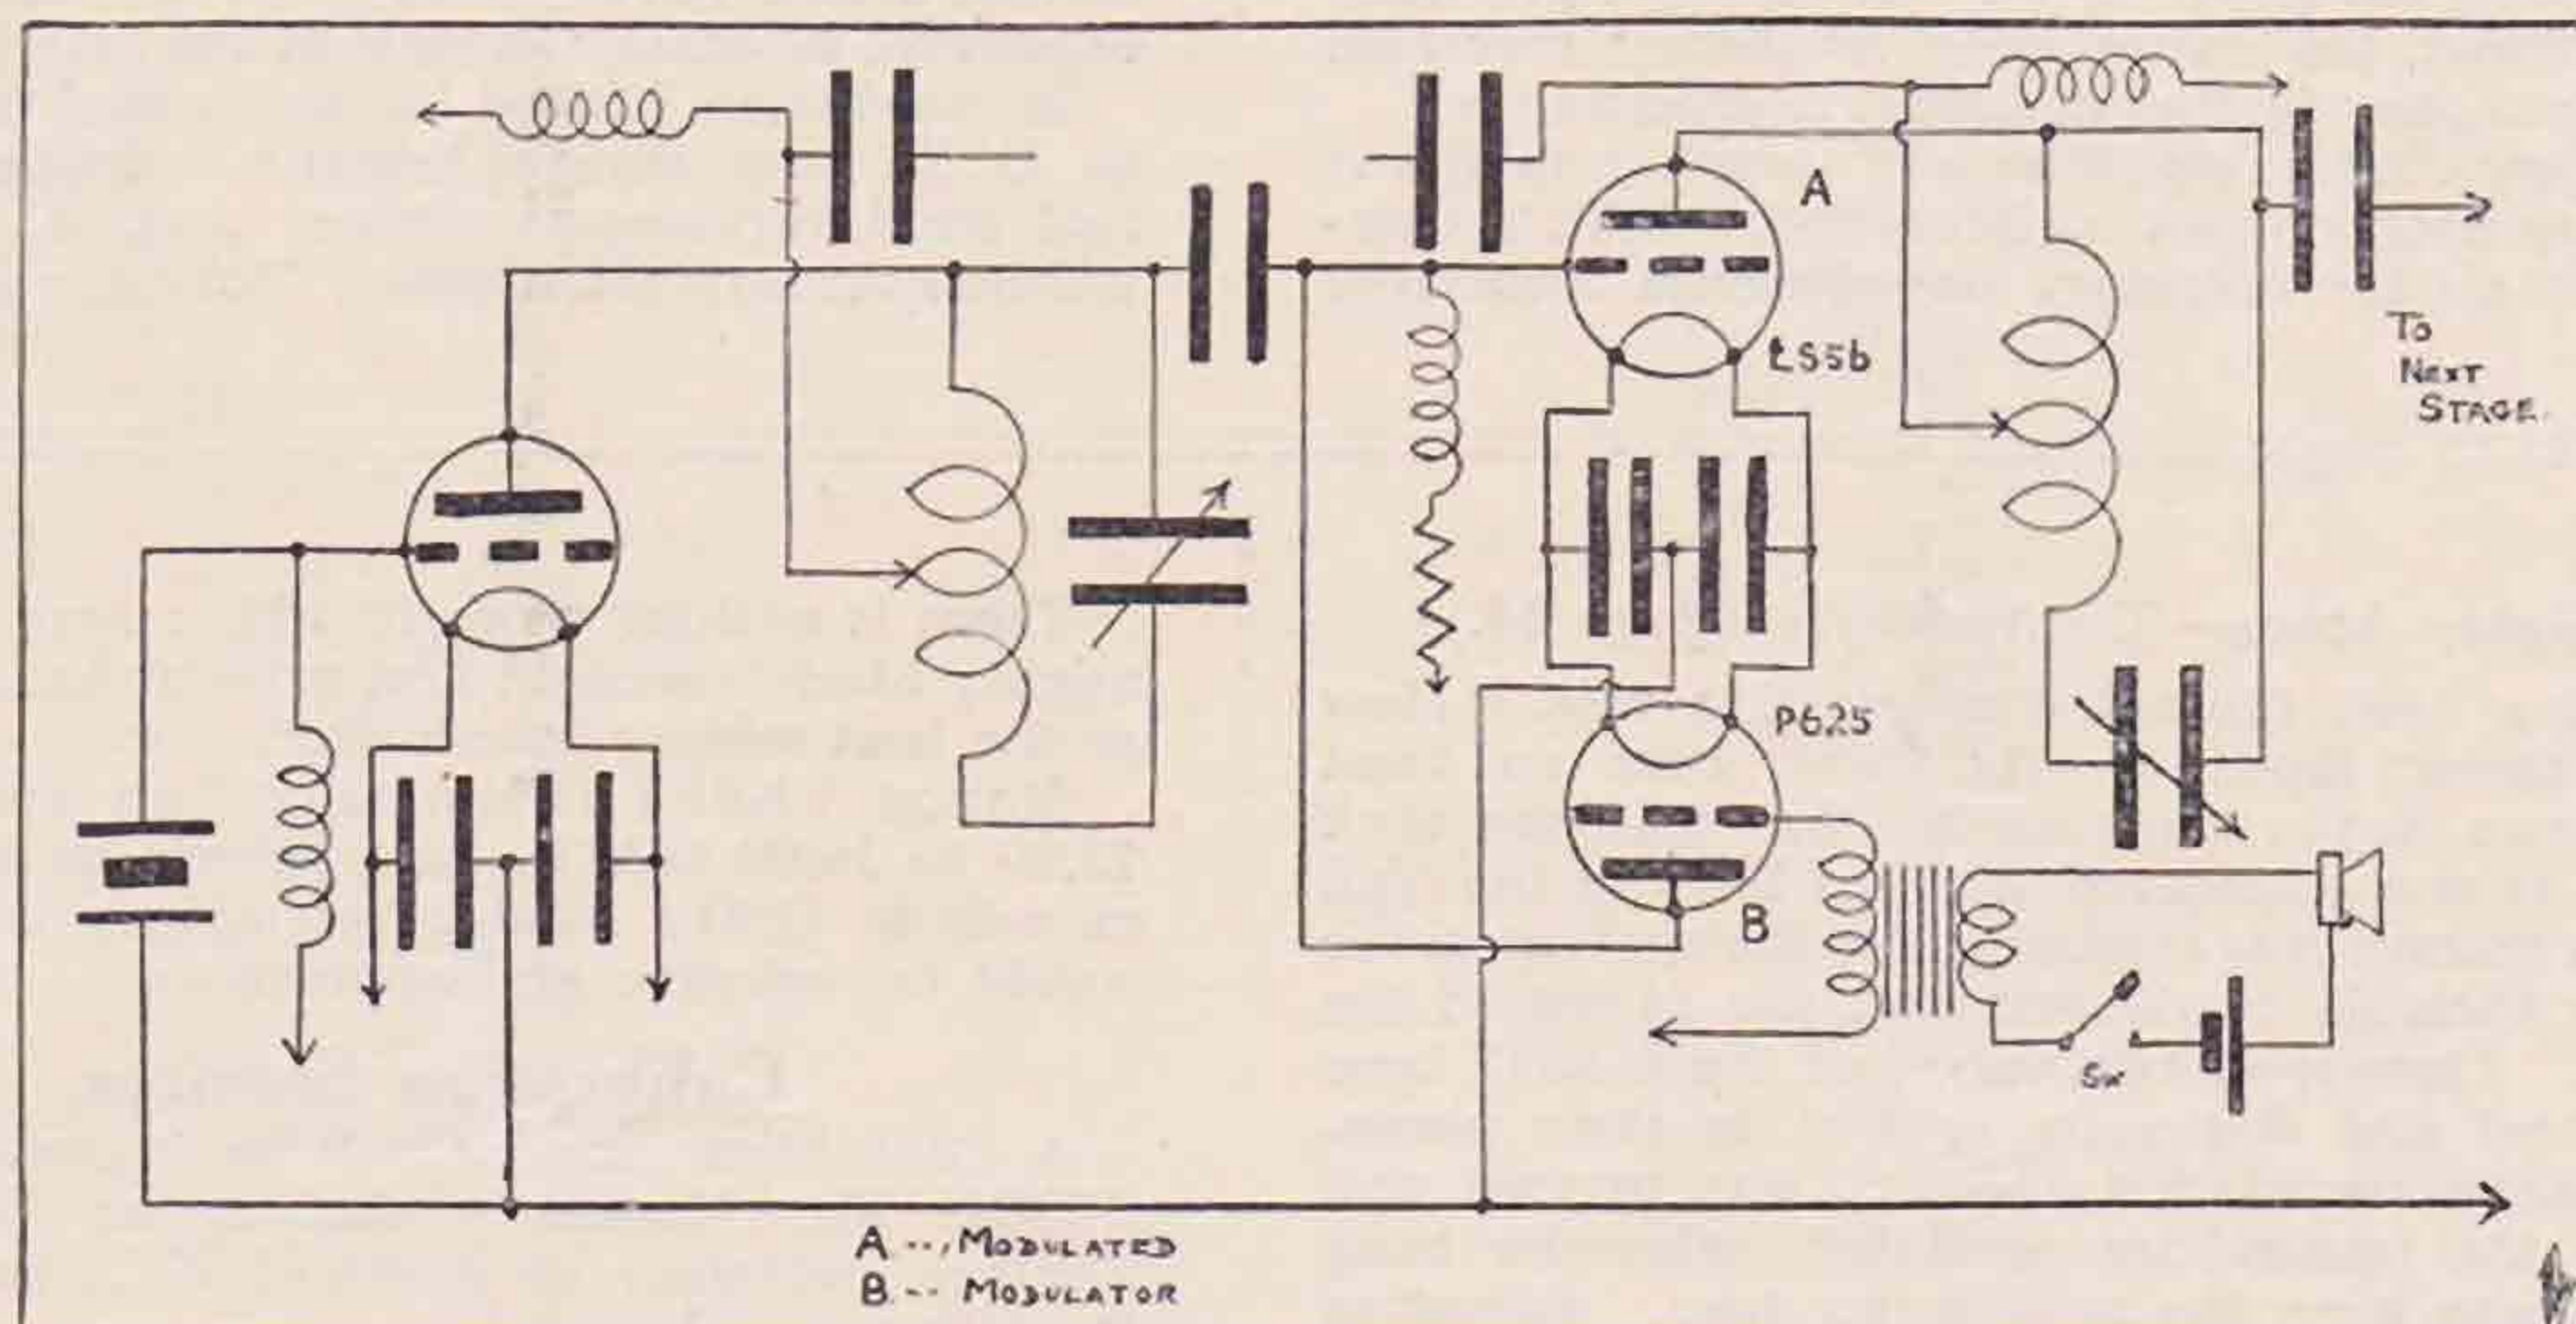 A
LS5b
To
NEXT
STAGE.
P625
B
SW
A --, MODULATED
B -- MODULATOR